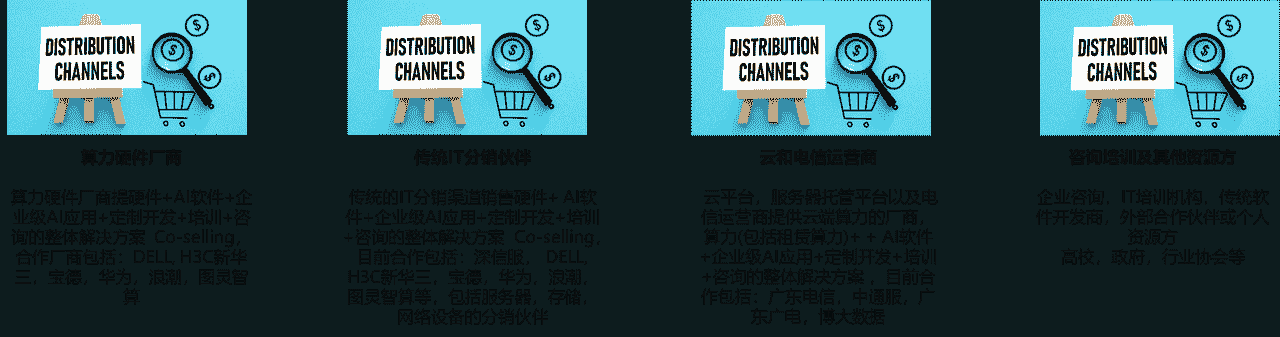 DISTRIBUTION
CHANNELS
算力硬件厂商
算力硬件厂商提硬件+AI软件+企
业级AI应用+定制开发+培训+咨
询的整体解决方案 Co-selling,
合作厂商包括：DELL, H3C新华
三，宝德，华为，浪潮，图灵智
算
DISTRIBUTION
CHANNELS
传统IT分销伙伴
传统的IT分销渠道销售硬件+ AI软
件+企业级AI应用+定制开发+培训
+咨询的整体解决方案 Co-selling,
目前合作包括：深信服， DELL,
H3C新华三，宝德，华为，浪潮，
图灵智算等，包括服务器，存储，
网络设备的分销伙伴
DISTRIBUTION
CHANNELS
云和电信运营商
云平台，服务器托管平台以及电
信运营商提供云端算力的厂商，
算力(包括租赁算力)+ + AI软件
+企业级AI应用+定制开发+培训
+咨询的整体解决方案 ，目前合
作包括：广东电信，中通服，广
东广电，博大数据
DISTRIBUTION
CHANNELS
咨询培训及其他资源方
企业咨询，IT培训机构，传统软
件开发商，外部合作伙伴或个人
资源方
高校，政府，行业协会等